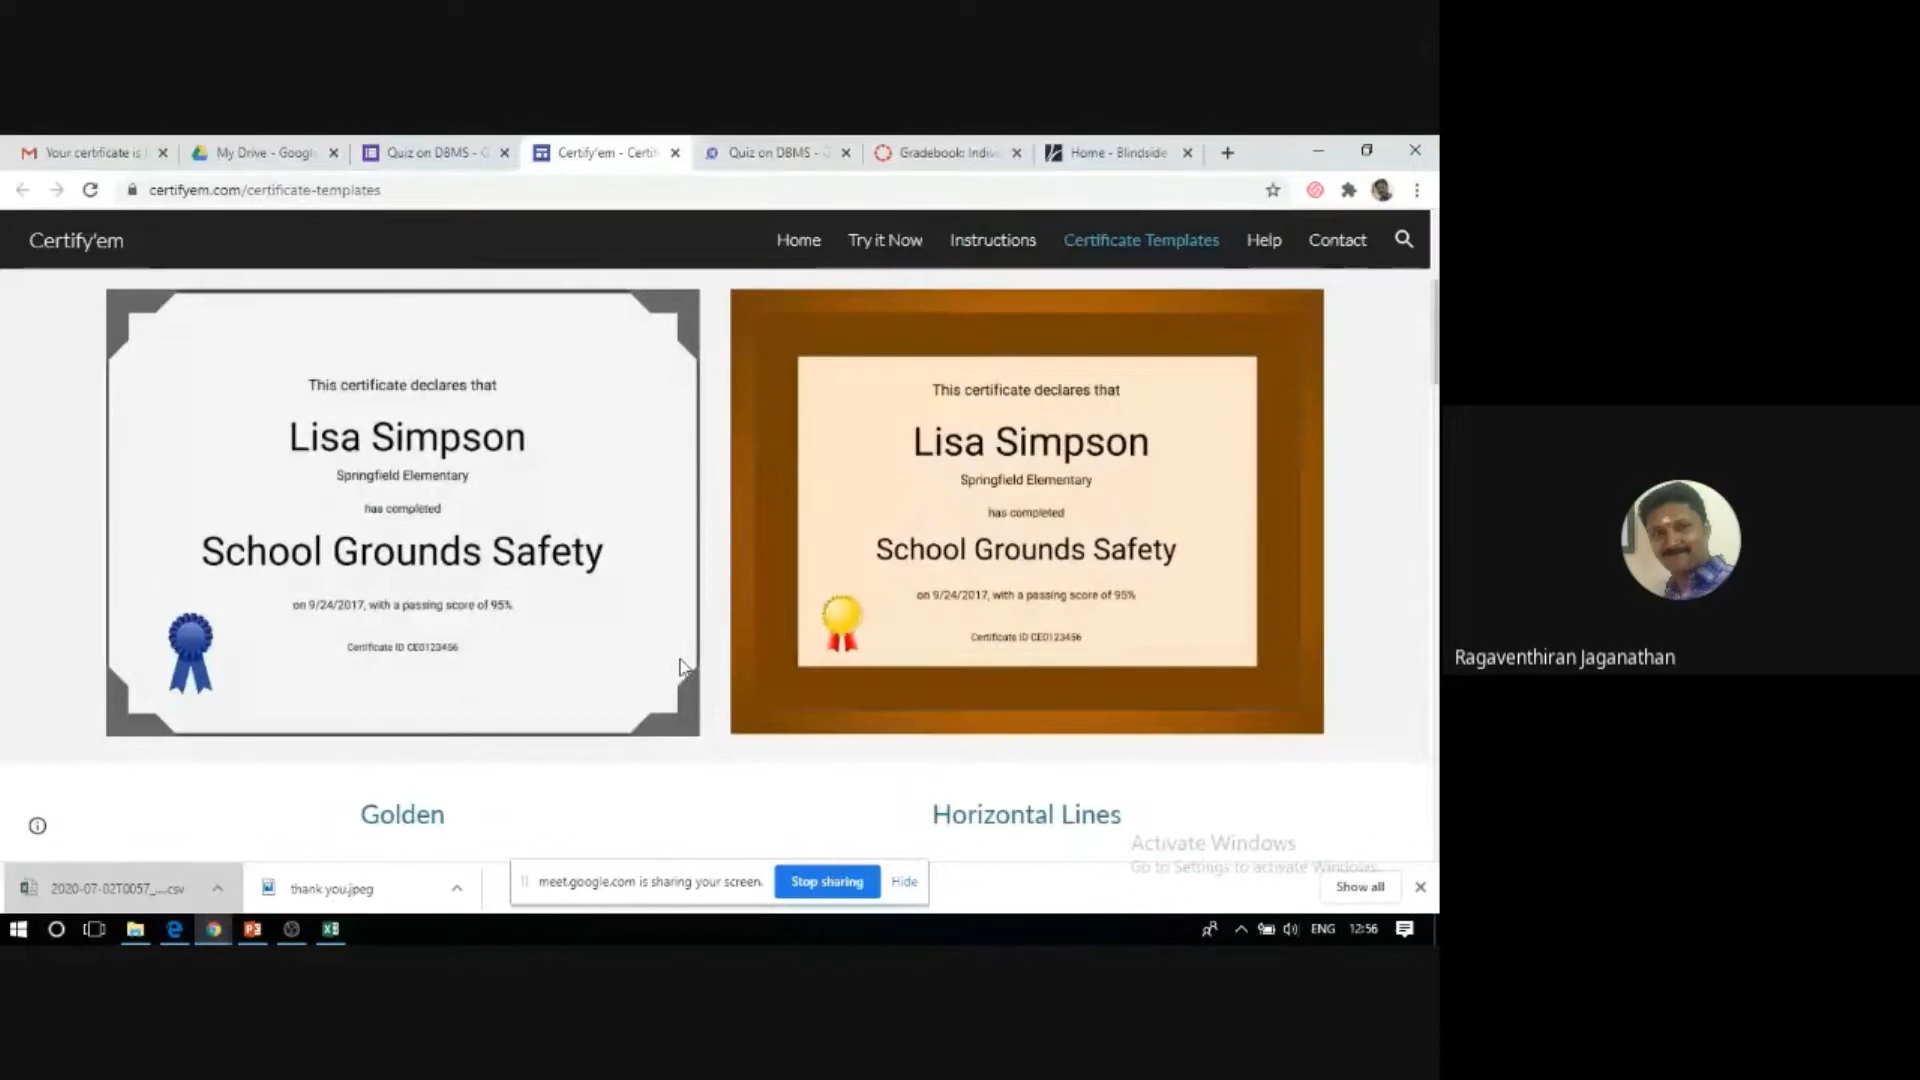 Your certificate is
My Drive - Google
Quiz on DBMS - G
Certify'em - Certif
Quiz on DBMS -
Gradebook: Indivi
Home - Blindside
certifyem.com/certificate-templates
Certify'em
Home
Try it Now
Instructions
Certificate Templates
Help
Contact
This certificate declares that
Lisa Simpson
Springfield Elementary
has completed
School Grounds Safety
on 9/24/2017, with a passing score of 95%
Certificate ID CE0123456
This certificate declares that
Lisa Simpson
Springfield Elementary
has completed
School Grounds Safety
on 9/24/2017, with a passing score of 95%
Certificate ID CE0123456
Ragaventhiran Jaganathan
Golden
Horizontal Lines
Activate Windows
Go to Settings to activate Windows.
2020-07-02T0057_....csv
thank you.jpeg
meet.google.com is sharing your screen.
Stop sharing
Hide
Show all
ENG
12:56